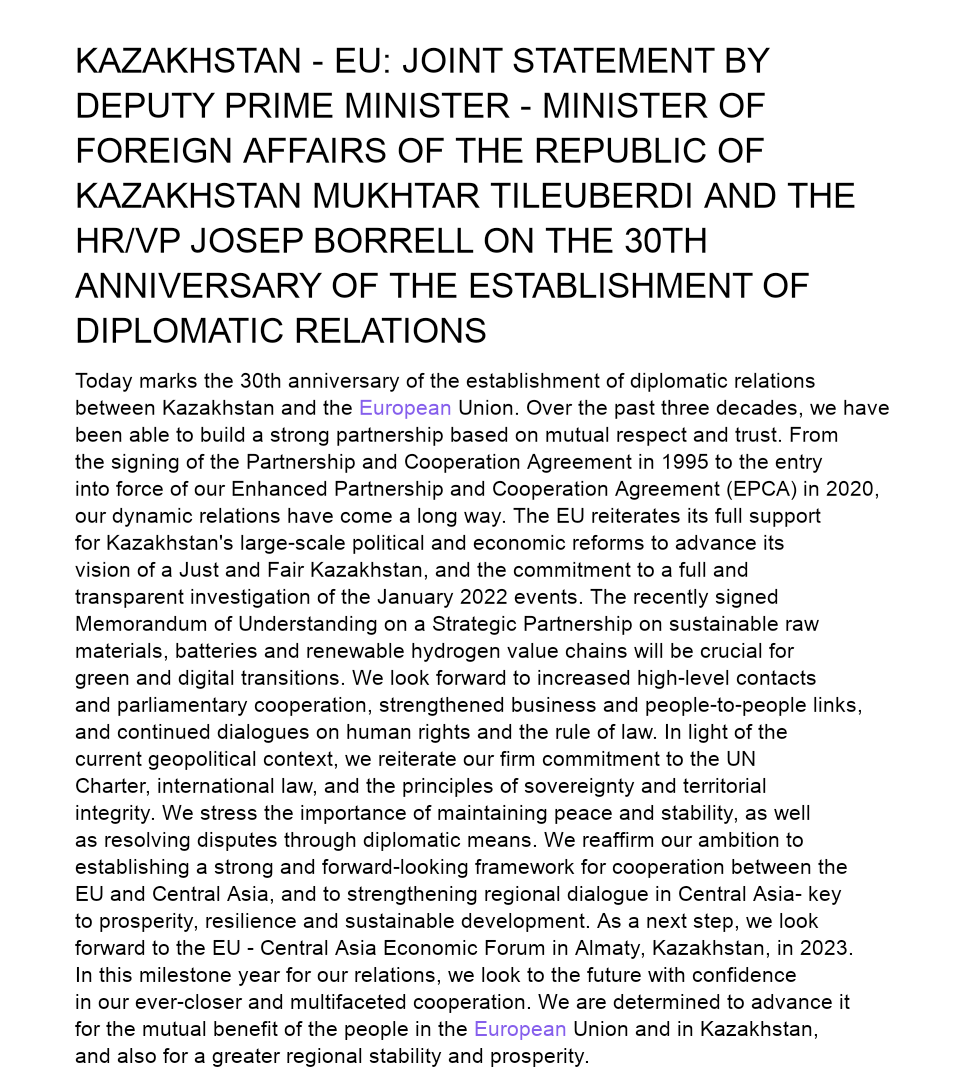 KAZAKHSTAN - EU: JOINT STATEMENT BY
DEPUTY PRIME MINISTER - MINISTER OF
FOREIGN AFFAIRS OF THE REPUBLIC OF
KAZAKHSTAN MUKHTAR TILEUBERDI AND THE
HR/VP JOSEP BORRELL ON THE 30TH
ANNIVERSARY OF THE ESTABLISHMENT OF
DIPLOMATIC RELATIONS
Today marks the 30th anniversary of the establishment of diplomatic relations
between Kazakhstan and the European Union. Over the past three decades, we have
been able to build a strong partnership based on mutual respect and trust. From
the signing of the Partnership and Cooperation Agreement in 1995 to the entry
into force of our Enhanced Partnership and Cooperation Agreement (EPCA) in 2020,
our dynamic relations have come a long way. The EU reiterates its full support
for Kazakhstan's large-scale political and economic reforms to advance its
vision of a Just and Fair Kazakhstan, and the commitment to a full and
transparent investigation of the January 2022 events. The recently signed
Memorandum of Understanding on a Strategic Partnership on sustainable raw
materials, batteries and renewable hydrogen value chains will be crucial for
green and digital transitions. We look forward to increased high-level contacts
and parliamentary cooperation, strengthened business and people-to-people links,
and continued dialogues on human rights and the rule of law. In light of the
current geopolitical context, we reiterate our firm commitment to the UN
Charter, international law, and the principles of sovereignty and territorial
integrity. We stress the importance of maintaining peace and stability, as well
as resolving disputes through diplomatic means. We reaffirm our ambition to
establishing a strong and forward-looking framework for cooperation between the
EU and Central Asia, and to strengthening regional dialogue in Central Asia- key
to prosperity, resilience and sustainable development. As a next step, we look
forward to the EU - Central Asia Economic Forum in Almaty, Kazakhstan, in 2023.
In this milestone year for our relations, we look to the future with confidence
in our ever-closer and multifaceted cooperation. We are determined to advance it
for the mutual benefit of the people in the European Union and in Kazakhstan,
and also for a greater regional stability and prosperity.